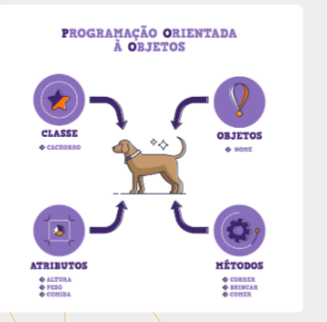 PROGRAMAÇÃO ORIENTADA
À OBJETOS
CLASSE
CACHORRO
OBJETOS
NOME
ATRIBUTOS
ALTURA
PESO
COMIDA
MÉTODOS
CORRER
BRINCAR
COMER